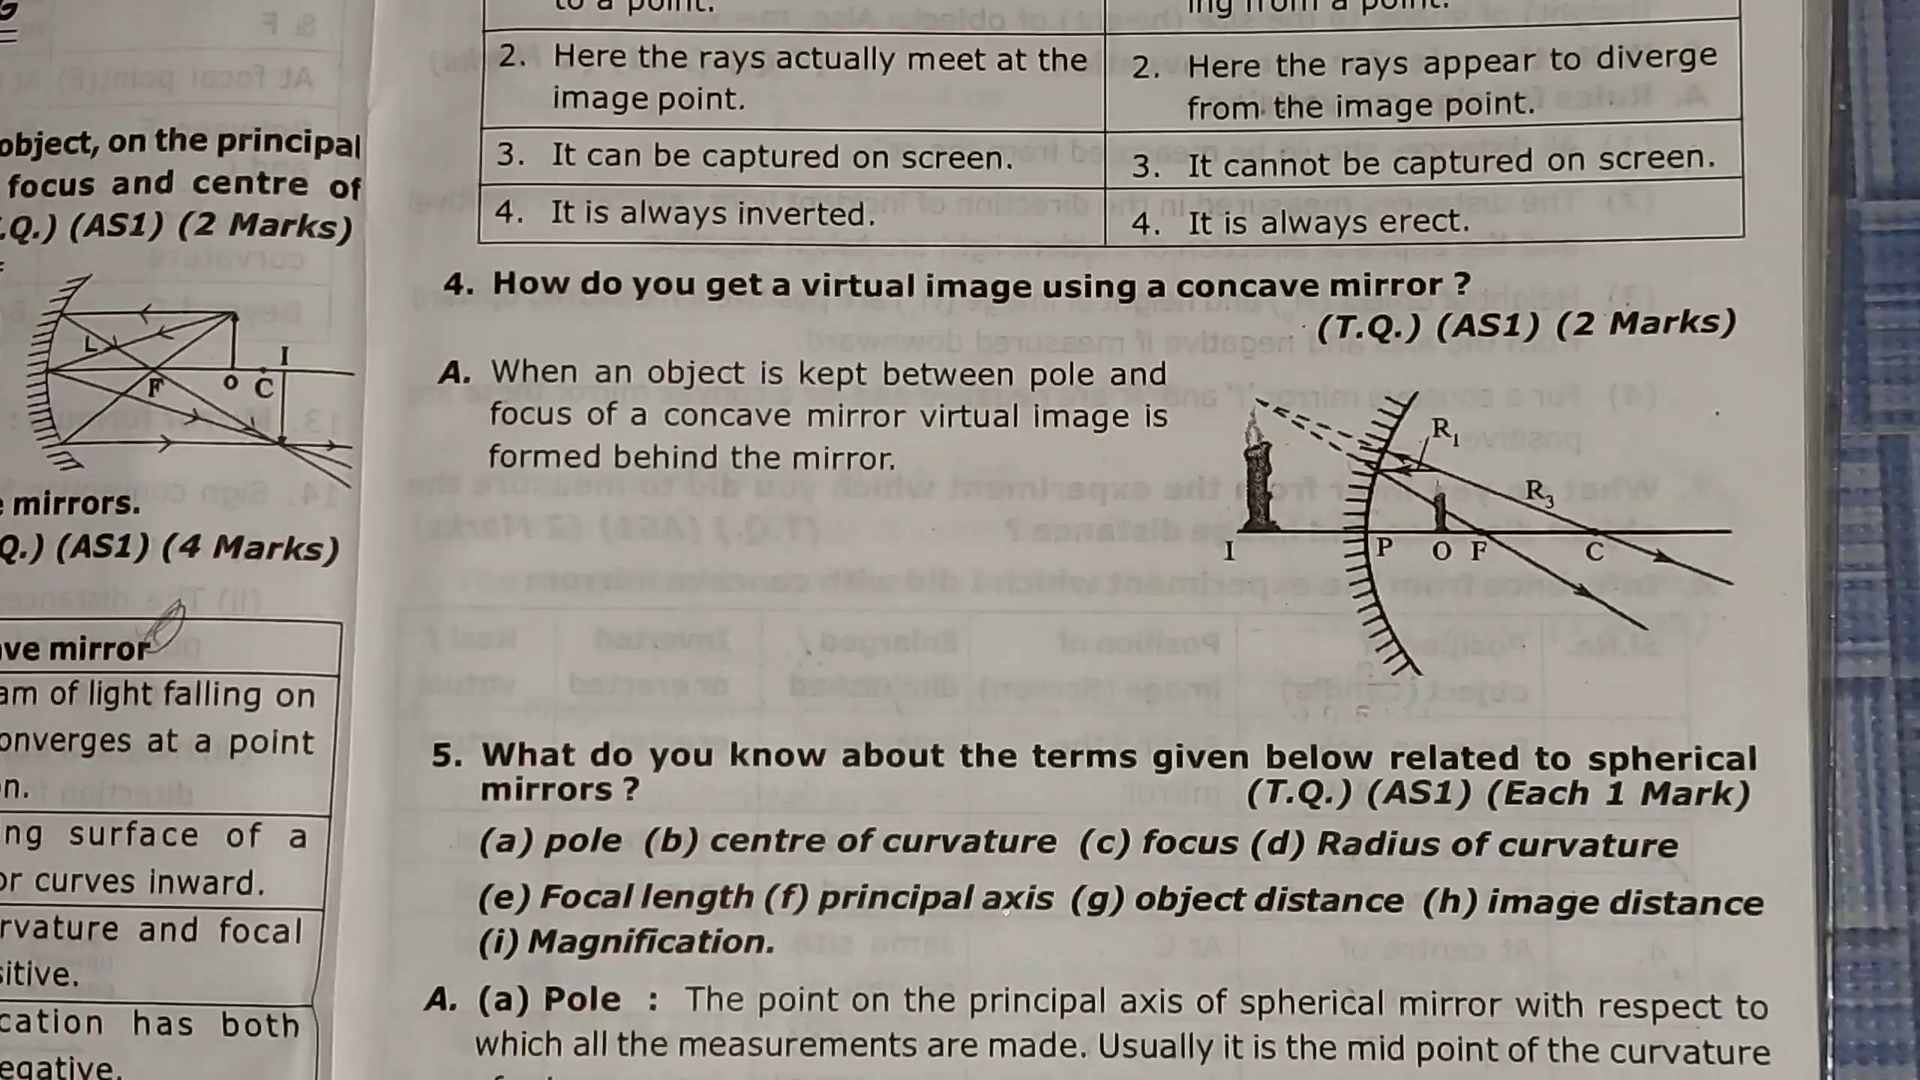 object, on the principal
focus and centre of
Q.) (AS1) (2 Marks)
L
F
O
C
I
mirrors.
Q.) (AS1) (4 Marks)
mirror
of light falling on
at a point
surface of a
curves inward.
and focal
has both
to a point.
from a point.
2. Here the rays actually meet at the
image point.
2. Here the rays appear to diverge
from the image point.
3. It can be captured on screen.
3. It cannot be captured on screen.
4. It is always inverted.
4. It is always erect.
4. How do you get a virtual image using a concave mirror ?
(T.Q.) (AS1) (2 Marks)
A. When an object is kept between pole and
focus of a concave mirror virtual image is
formed behind the mirror.
R1
R3
I
P
O
F
C
5. What do you know about the terms given below related to spherical
mirrors ? (T.Q.) (AS1) (Each 1 Mark)
(a) pole (b) centre of curvature (c) focus (d) Radius of curvature
(e) Focal length (f) principal axis (g) object distance (h) image distance
(i) Magnification.
A. (a) Pole : The point on the principal axis of spherical mirror with respect to
which all the measurements are made. Usually it is the mid point of the curvature